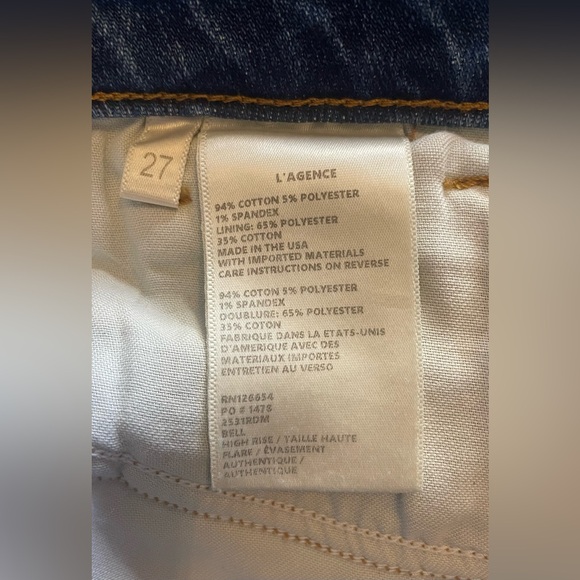 27
L'AGENCE
94% COTTON 5% POLYESTER
1% SPANDEX
LINING: 65% POLYESTER
35% COTTON
MADE IN THE USA
WITH IMPORTED MATERIALS
CARE INSTRUCTIONS ON REVERSE
94% COTON 5% POLYESTER
1% SPANDEX
DOUBLURE: 65% POLYESTER
35% COTON
FABRIQUE DANS LA ETATS-UNIS
D'AMERIQUE AVEC DES
MATERIAUX IMPORTES
ENTRETIEN AU VERSO
RN126654
PO # 1478
2531RDM
BELL
HIGH RISE / TAILLE HAUTE
FLARE / ÉVASEMENT
AUTHENTIQUE /
AUTHENTIQUE